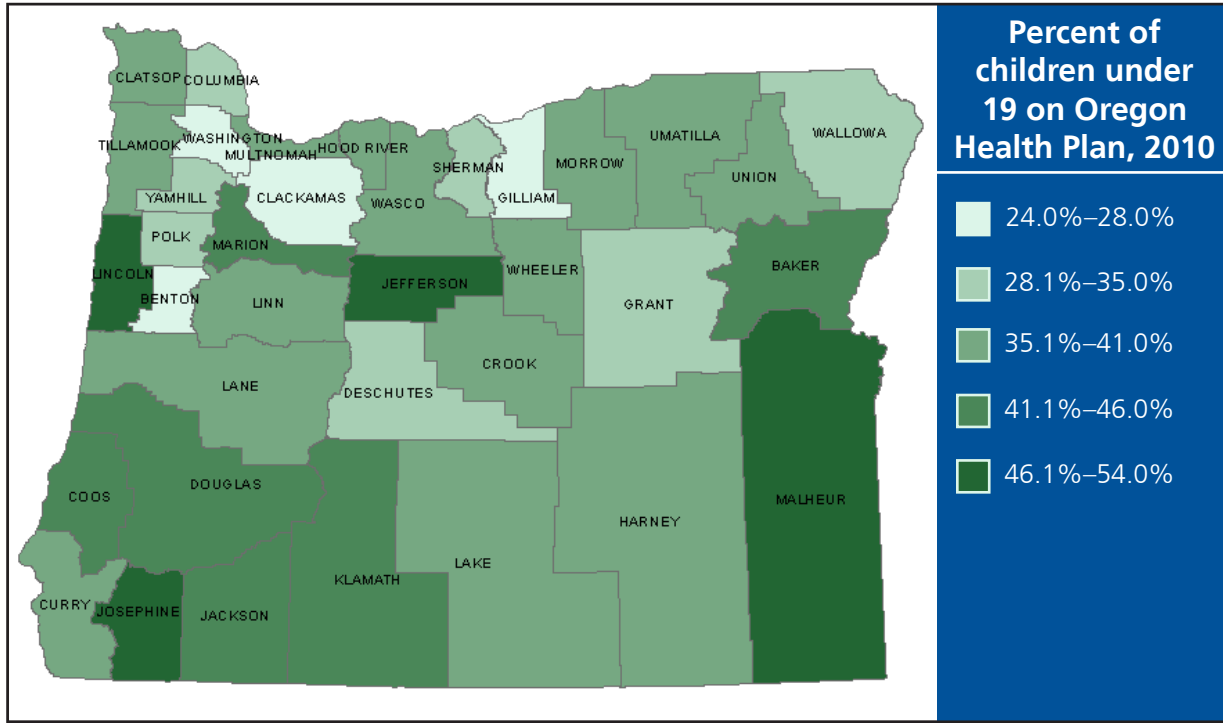 CLATSOP
COLUMBIA
WASHINGTON
TILLAMOOK
MULTNOMAH
HOOD RIVER
SHERMAN
MORROW
UMATILLA
WALLOWA
UNION
YAMHILL
CLACKAMAS
WASCO
GILLIAM
POLK
MARION
LINCOLN
JEFFERSON
WHEELER
BAKER
BENTON
LINN
GRANT
CROOK
LANE
DESCHUTES
DOUGLAS
COOS
MALHEUR
HARNEY
LAKE
KLAMATH
CURRY
JOSEPHINE
JACKSON
Percent of
children under
19 on Oregon
Health Plan, 2010
24.0%–28.0%
28.1%–35.0%
35.1%–41.0%
41.1%–46.0%
46.1%–54.0%